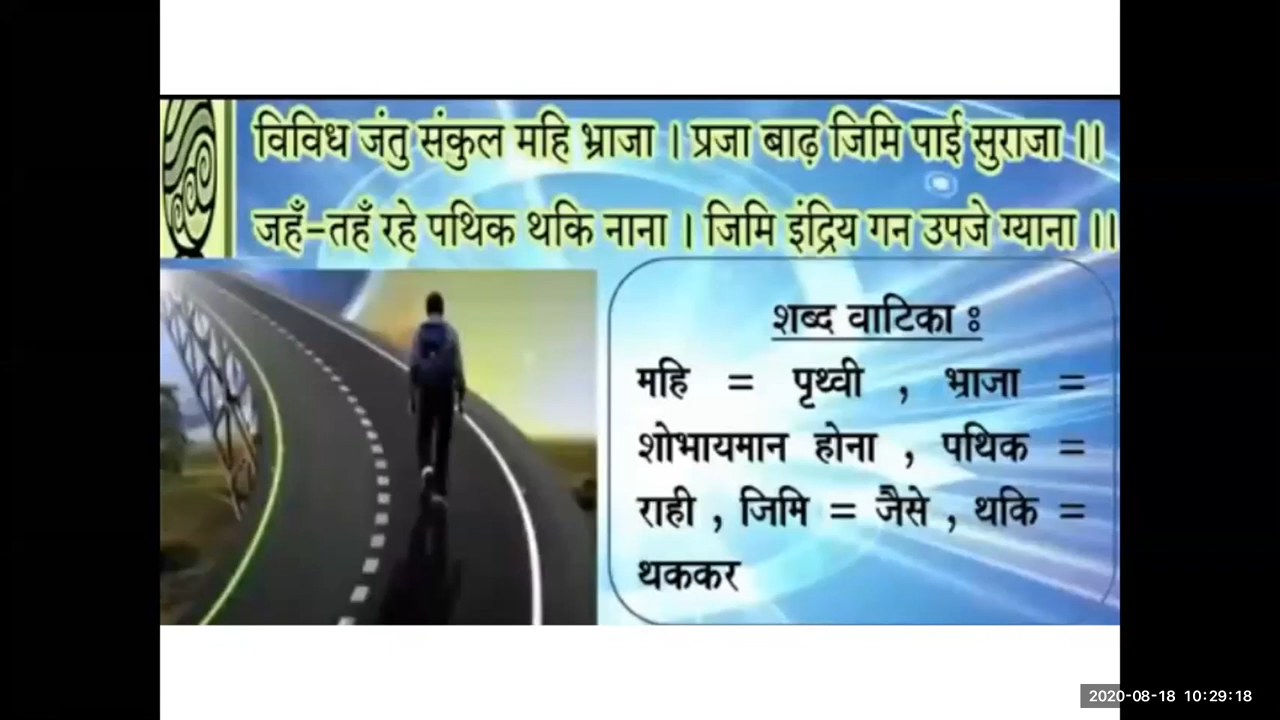 विविध जंतु संकुल महि भ्राजा । प्रजा बाढ़ जिमि पाई सुराजा ।।
जहँ-तहँ रहे पथिक थकि नाना । जिमि इंद्रिय गन उपजे ग्याना ।।
शब्द वाटिका :
महि = पृथ्वी , भ्राजा =
शोभायमान होना , पथिक =
राही , जिमि = जैसे , थकि =
थककर
2020-08-18 10:29:18